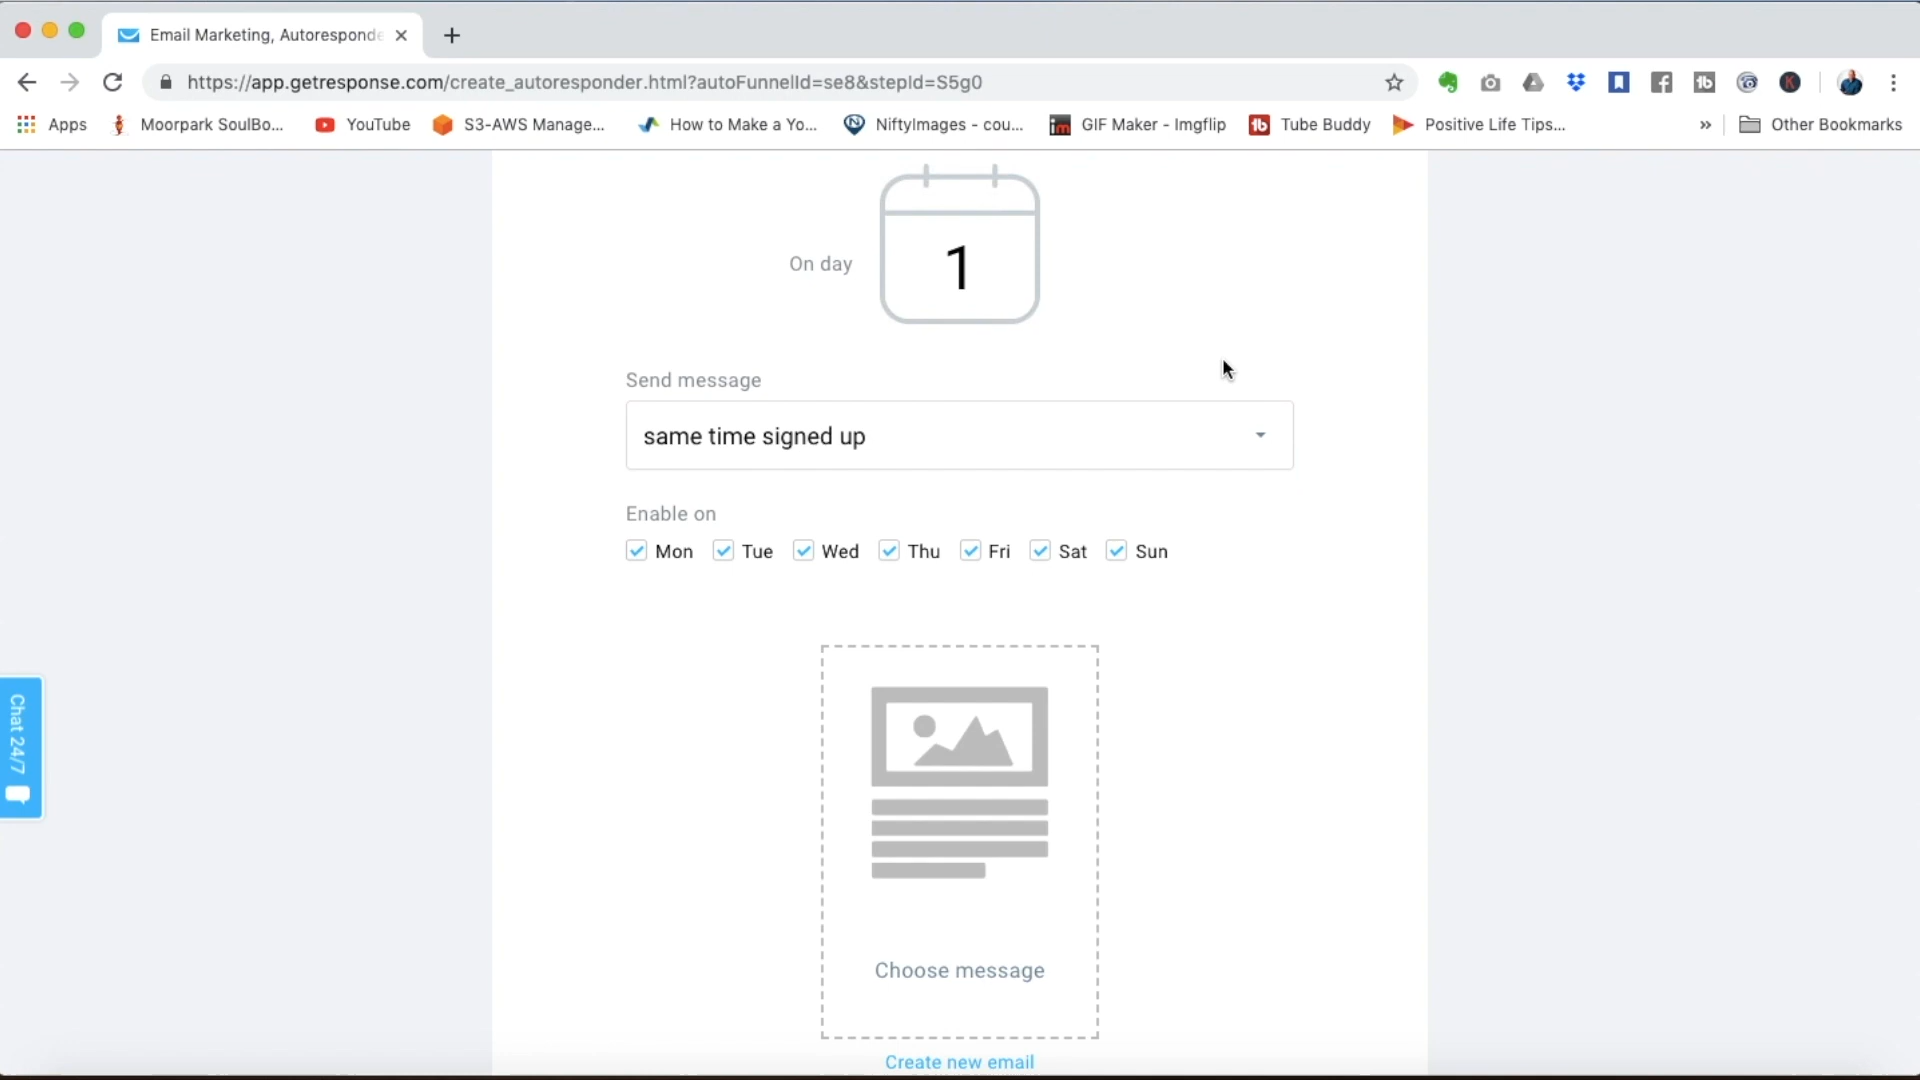 Email Marketing, Autoresponde
https://app.getresponse.com/create_autoresponder.html?autoFunnelId=se8&stepId=S5g0
Apps Moorpark SoulBo... YouTube S3-AWS Manage... How to Make a Yo... NiftyImages - cou... GIF Maker - Imgflip Tube Buddy Positive Life Tips... » Other Bookmarks
On day 1
Send message
same time signed up
Enable on
Mon Tue Wed Thu Fri Sat Sun
Chat 24/7
Choose message
Create new email